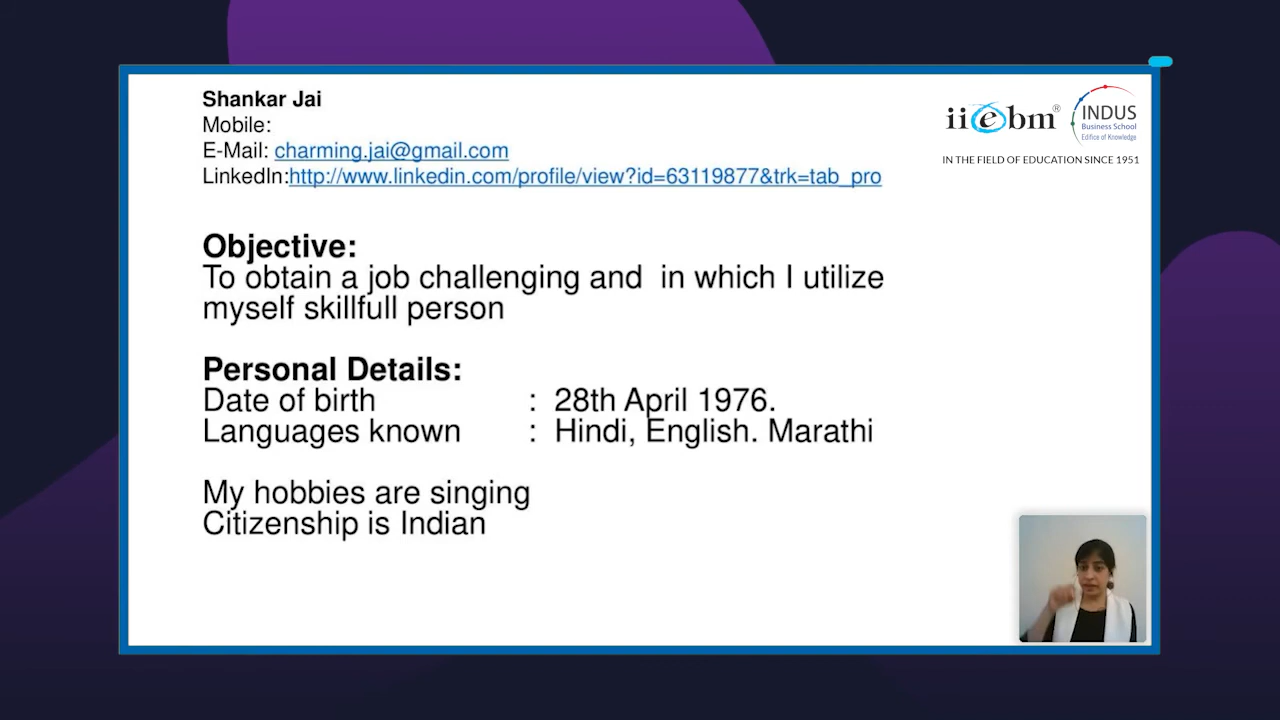 Shankar Jai
Mobile:
E-Mail: charming.jai@gmail.com
LinkedIn:http://www.linkedin.com/profile/view?id=63119877&trk=tab_pro
iiebm®
INDUS
Business School
Edifice of Knowledge
IN THE FIELD OF EDUCATION SINCE 1951
Objective:
To obtain a job challenging and  in which I utilize
myself skillfull person
Personal Details:
Date of birth : 28th April 1976.
Languages known : Hindi, English. Marathi
My hobbies are singing
Citizenship is Indian